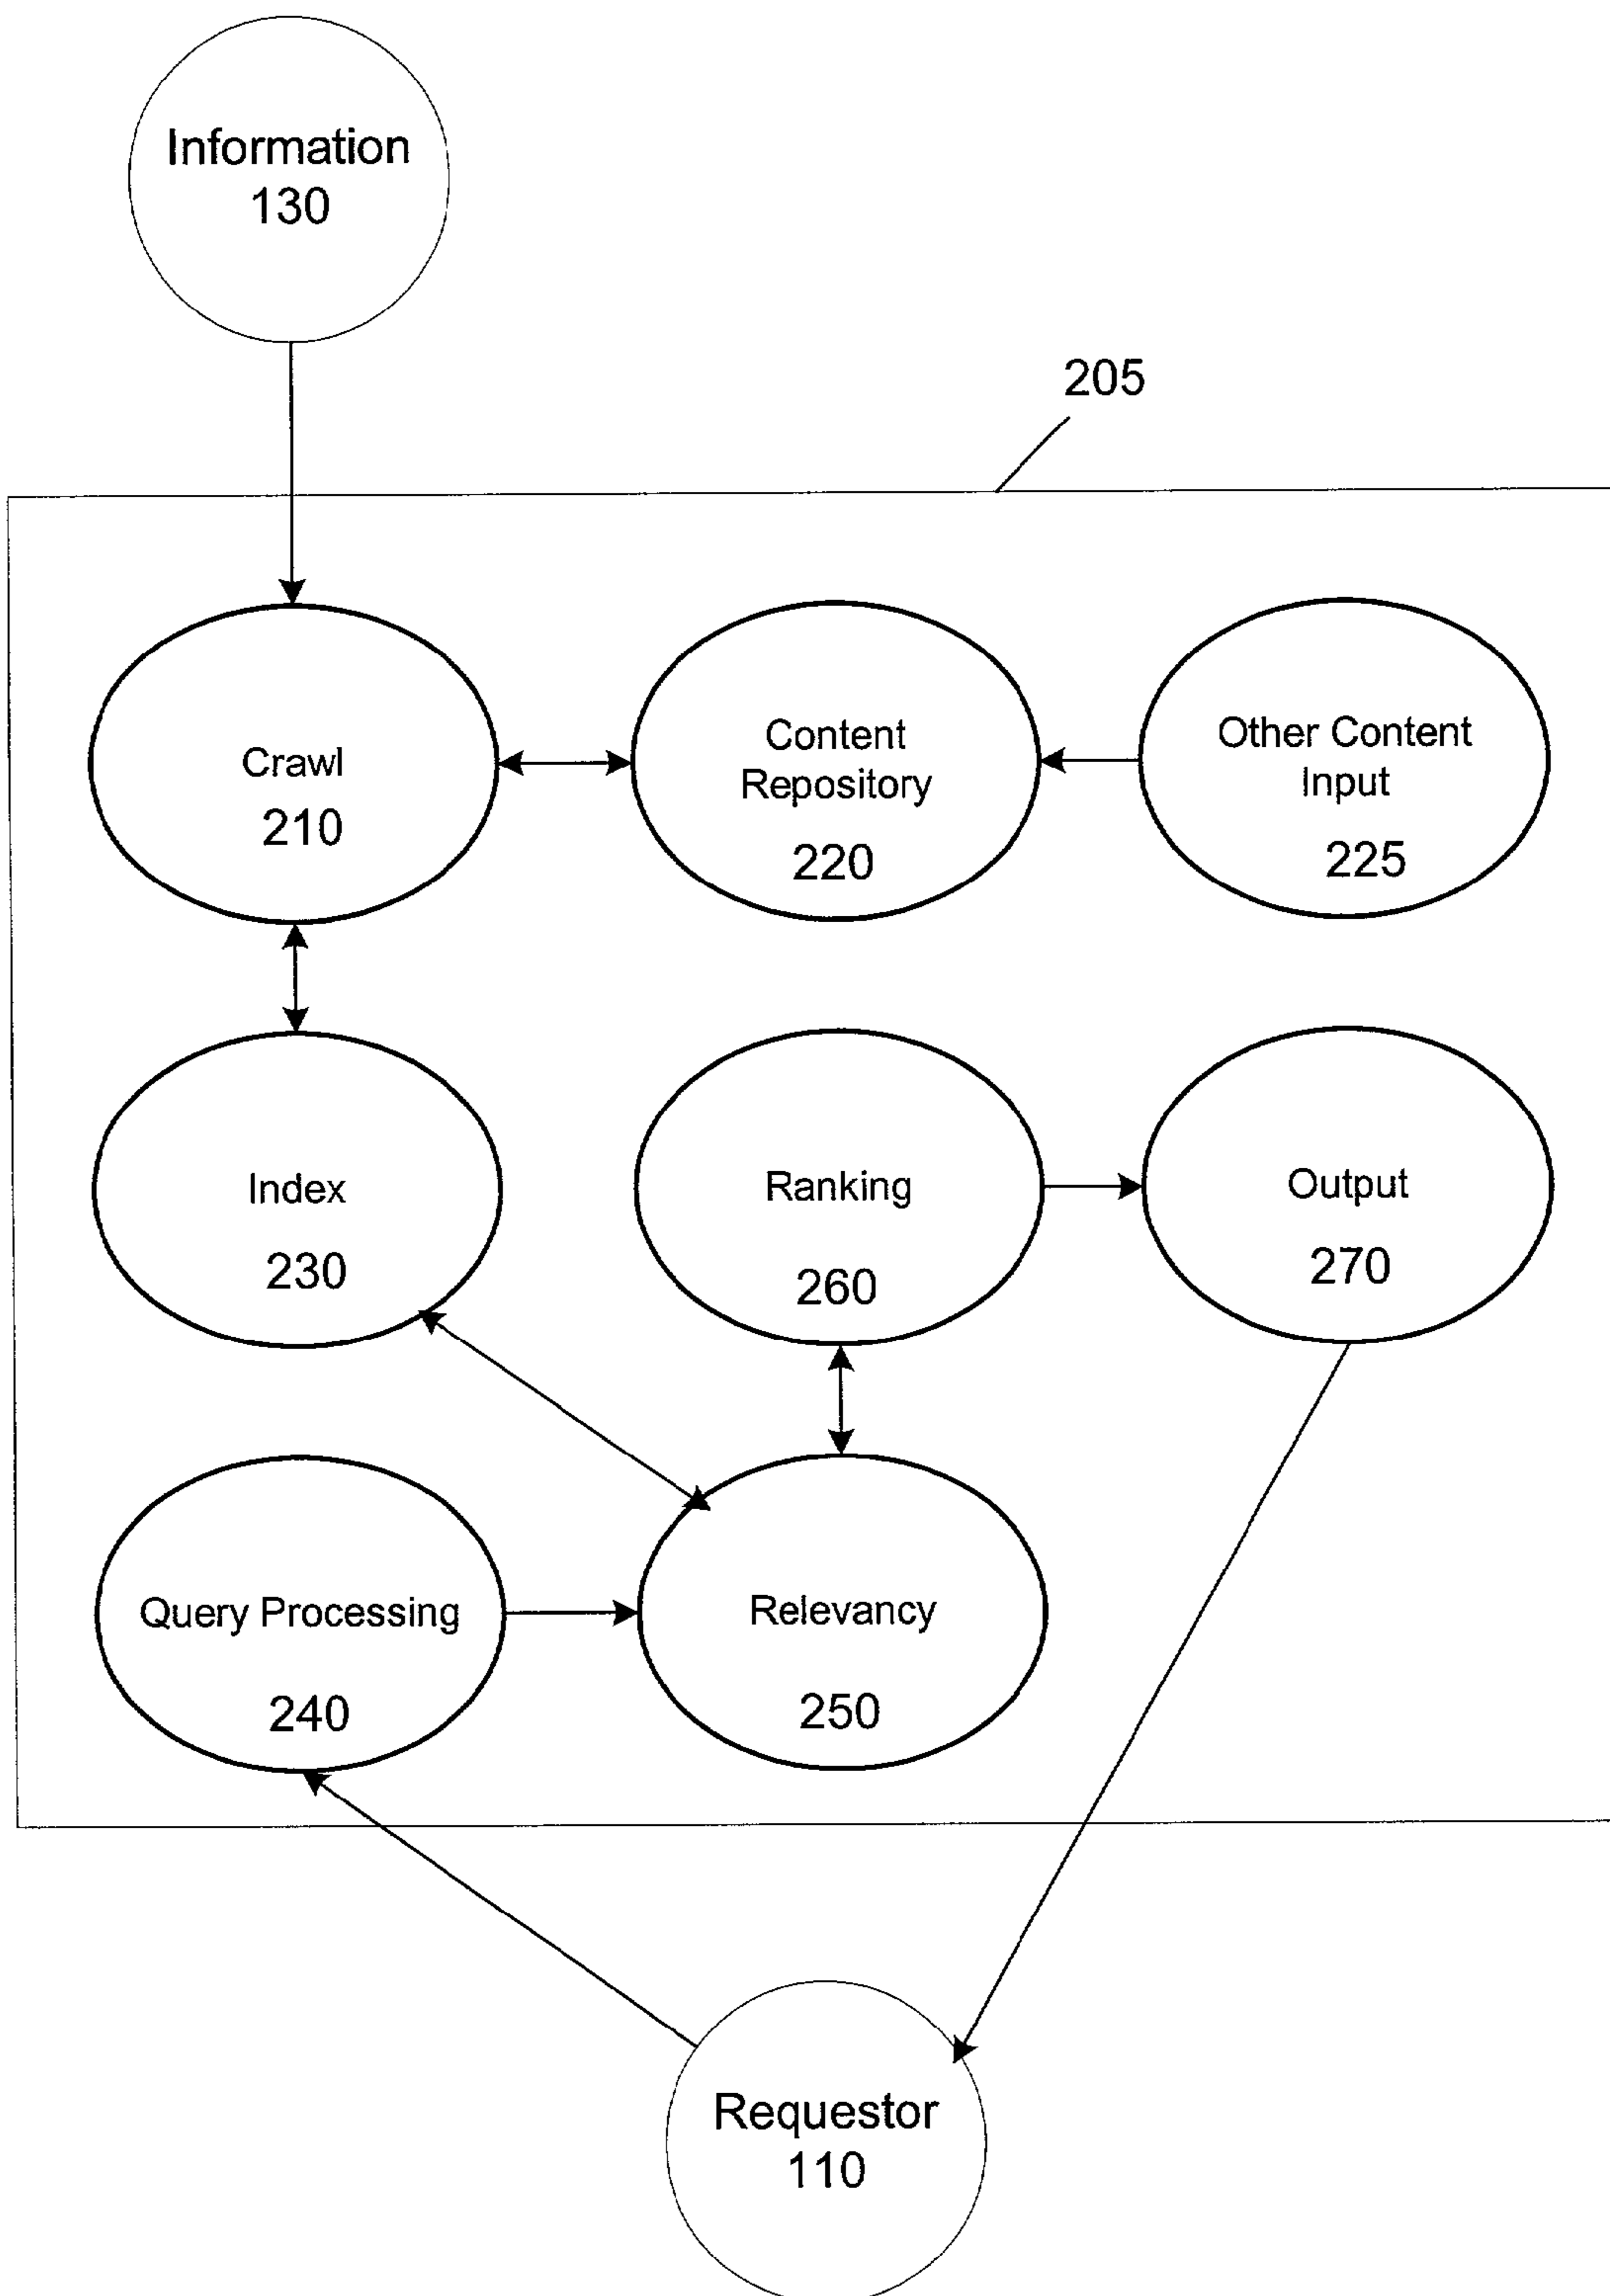 Information
130
205
Crawl
210
Content
Repository
220
Other Content
Input
225
Index
230
Ranking
260
Output
270
Query Processing
240
Relevancy
250
Requestor
110